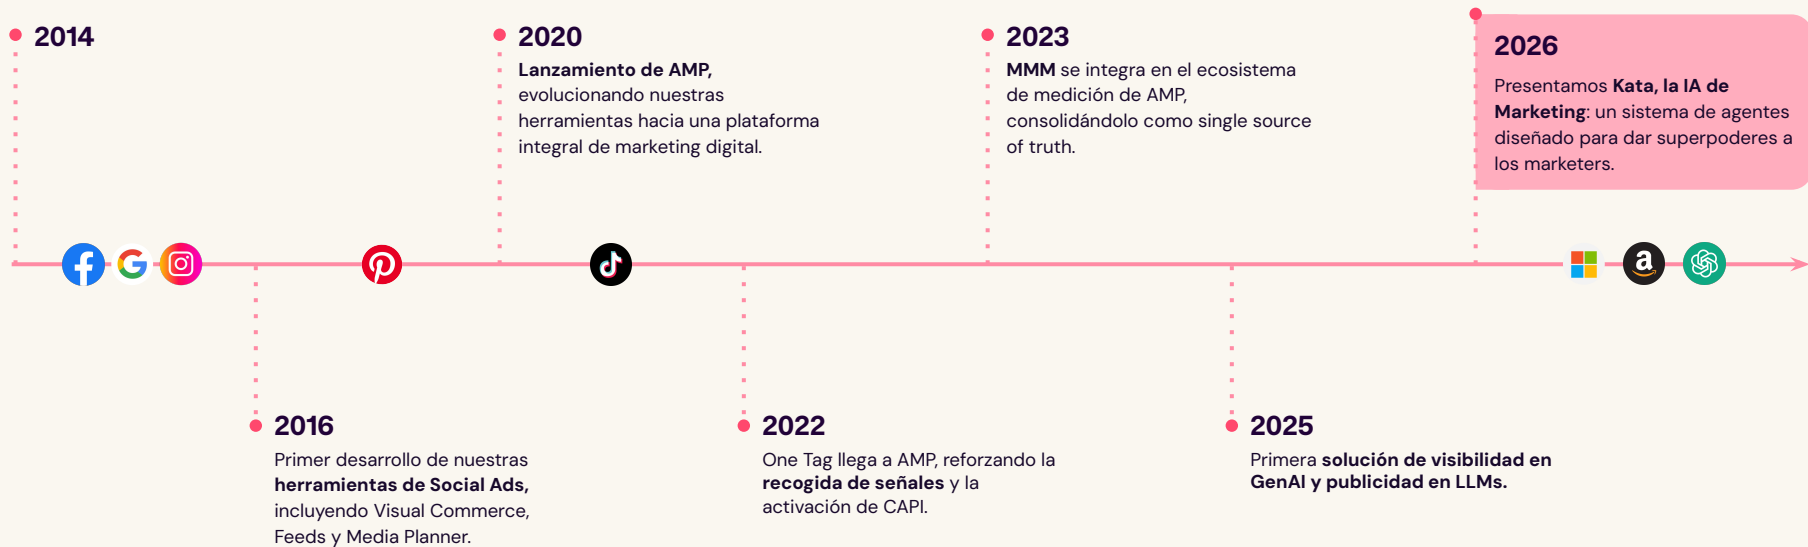 2014
2020
Lanzamiento de AMP,
evolucionando nuestras
herramientas hacia una plataforma
integral de marketing digital.
2023
MMM se integra en el ecosistema
de medición de AMP,
consolidándolo como single source
of truth.
2026
Presentamos Kata, la IA de
Marketing: un sistema de agentes
diseñado para dar superpoderes a
los marketers.
2016
Primer desarrollo de nuestras
herramientas de Social Ads,
incluyendo Visual Commerce,
Feeds y Media Planner.
2022
One Tag llega a AMP, reforzando la
recogida de señales y la
activación de CAPI.
2025
Primera solución de visibilidad en
GenAI y publicidad en LLMs.